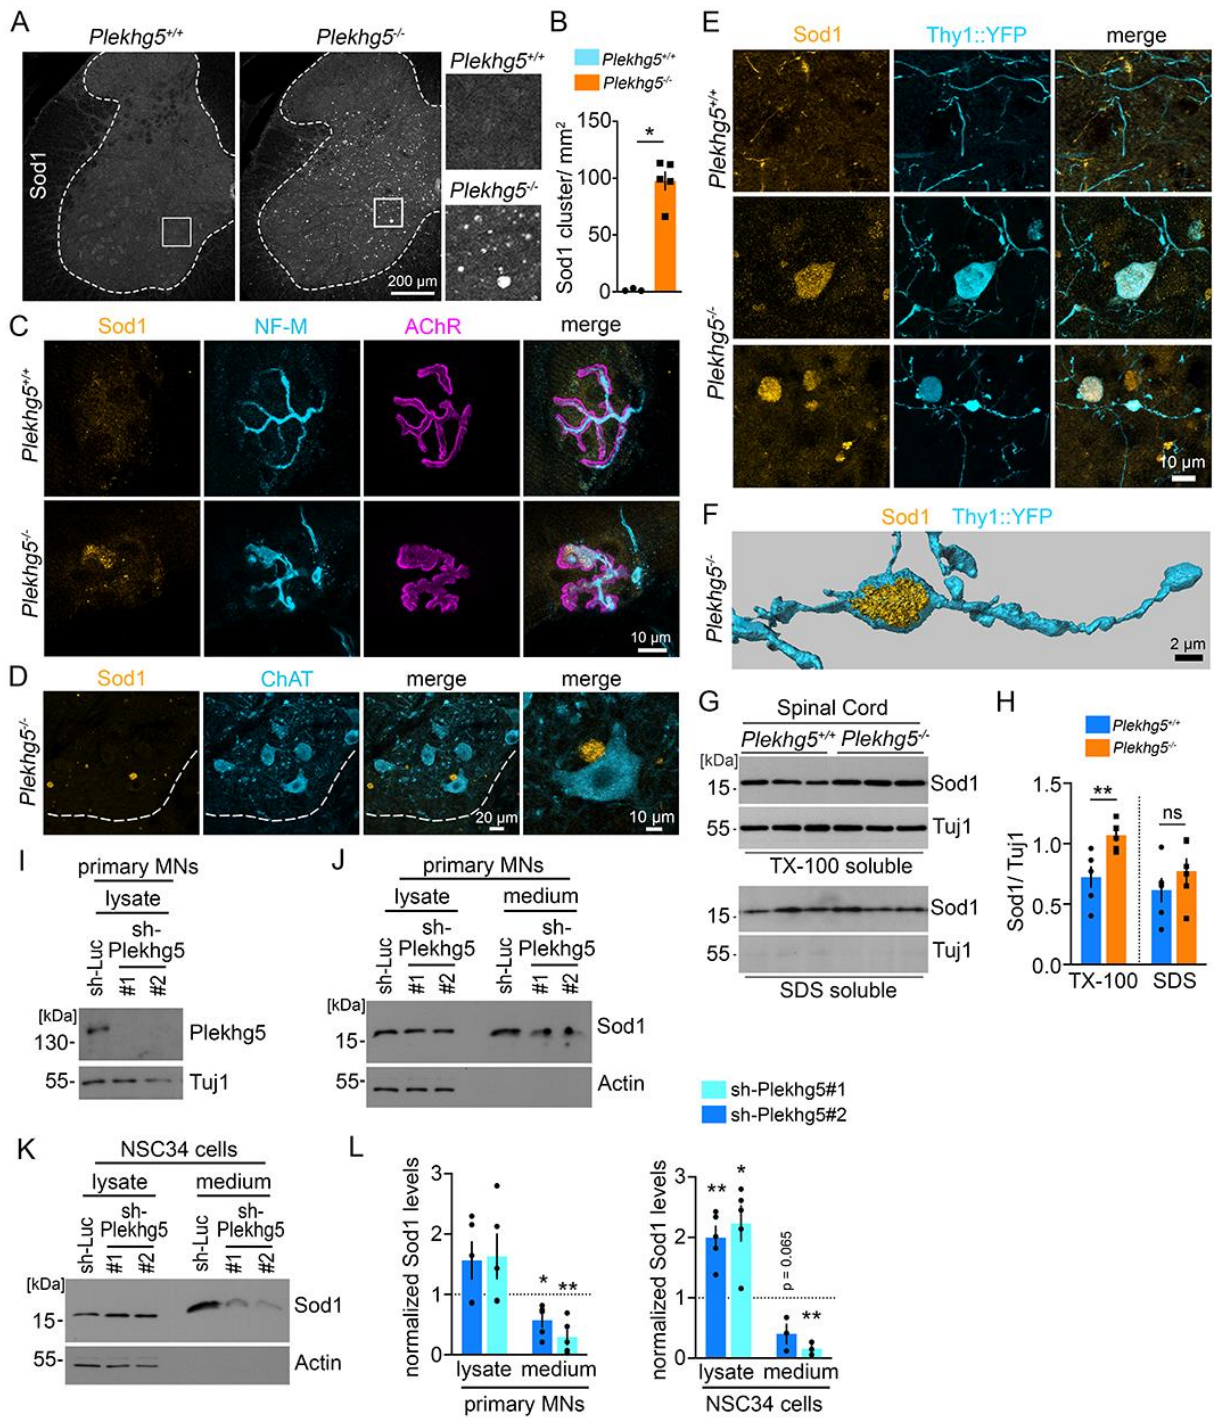 A
Plekhg5+/+
Plekhg5-/-
Sod1
200 µm
Plekhg5+/+
Plekhg5-/-
B
Plekhg5+/+
Plekhg5-/-
Sod1 cluster/ mm²
150
100
50
0
*
C
Sod1
NF-M
AChR
merge
Plekhg5+/+
Plekhg5-/-
10 µm
D
Sod1
ChAT
merge
merge
Plekhg5-/-
20 µm
10 µm
E
Sod1
Thy1::YFP
merge
Plekhg5+/+
Plekhg5-/-
10 µm
F
Sod1 Thy1::YFP
Plekhg5-/-
2 µm
G
Spinal Cord
Plekhg5+/+ Plekhg5-/-
[kDa]
15- Sod1
55- Tuj1
TX-100 soluble
15- Sod1
55- Tuj1
SDS soluble
H
Plekhg5+/+
Plekhg5-/-
Sod1/ Tuj1
1.5
1.0
0.5
0.0
**
ns
TX-100 SDS
I
primary MNs
lysate
sh-Luc
sh-
Plekhg5
#1
#2
[kDa]
130- Plekhg5
55- Tuj1
J
primary MNs
lysate medium
sh-Luc
sh-
Plekhg5
#1
#2
sh-Luc
sh-
Plekhg5
#1
#2
[kDa]
15- Sod1
55- Actin
K
NSC34 cells
lysate medium
sh-Luc
sh-
Plekhg5
#1
#2
sh-Luc
sh-
Plekhg5
#1
#2
[kDa]
15- Sod1
55- Actin
L
sh-Plekhg5#1
sh-Plekhg5#2
normalized Sod1 levels
3
2
1
0
* **
lysate medium
primary MNs
normalized Sod1 levels
3
2
1
0
** *
p = 0.065
**
lysate medium
NSC34 cells